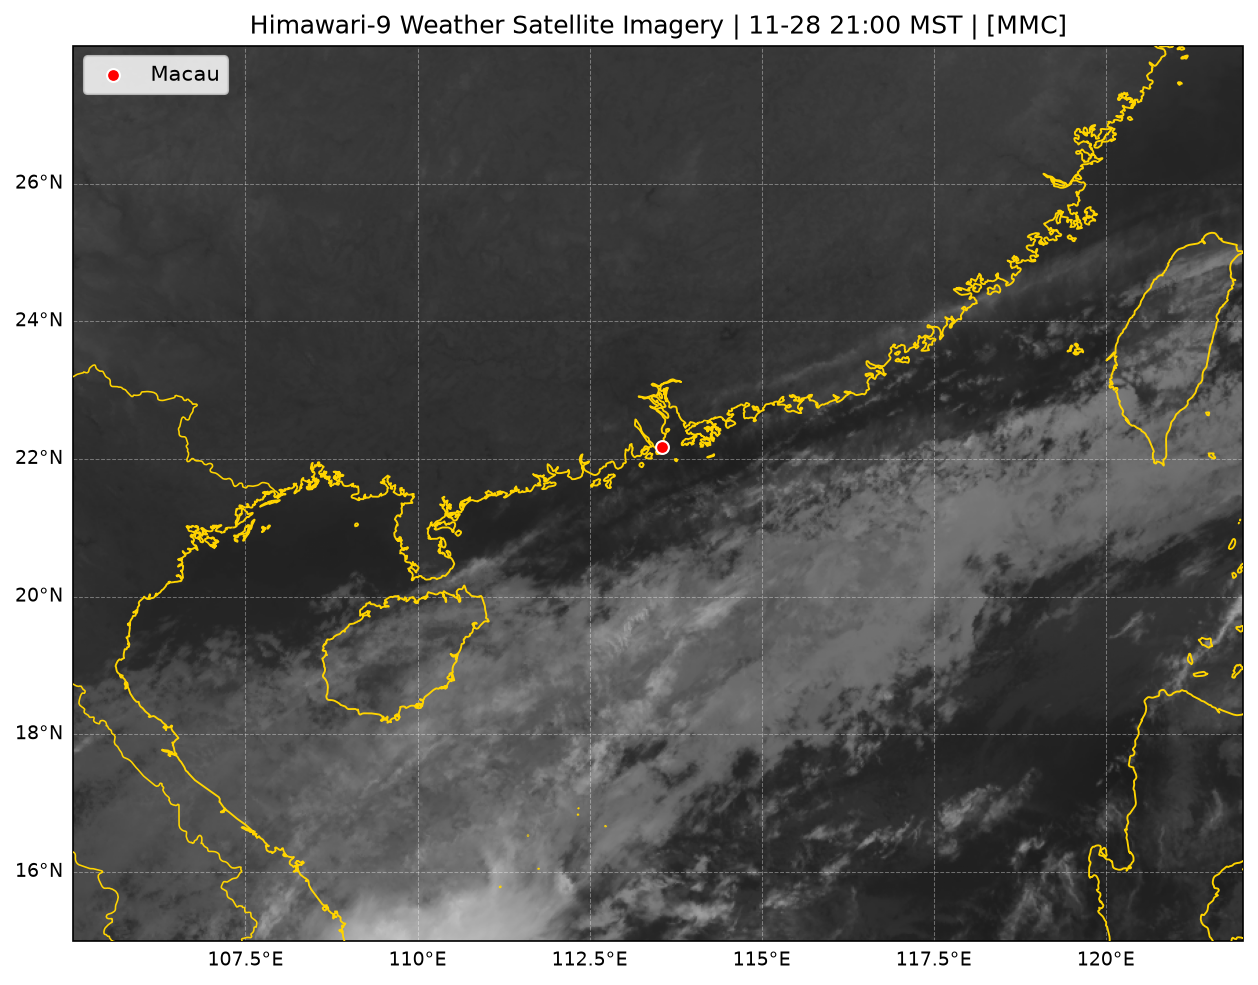 Himawari-9 Weather Satellite Imagery | 11-28 21:00 MST | [MMC]
Macau
26°N
24°N
22°N
20°N
18°N
16°N
107.5°E 110°E 112.5°E 115°E 117.5°E 120°E